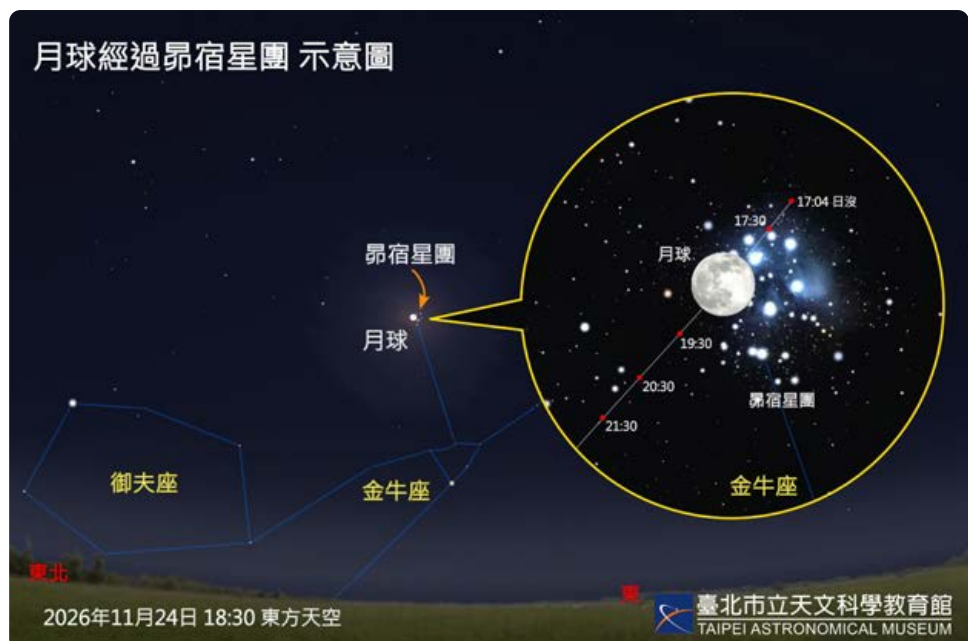 月球經過昴宿星團 示意圖
17:04 日沒
17:30
月球
昴宿星團
月球
19:30
20:30
昴宿星團
21:30
御夫座
金牛座
金牛座
東北
東
2026年11月24日 18:30 東方天空
臺北市立天文科學教育館
TAIPEI ASTRONOMICAL MUSEUM